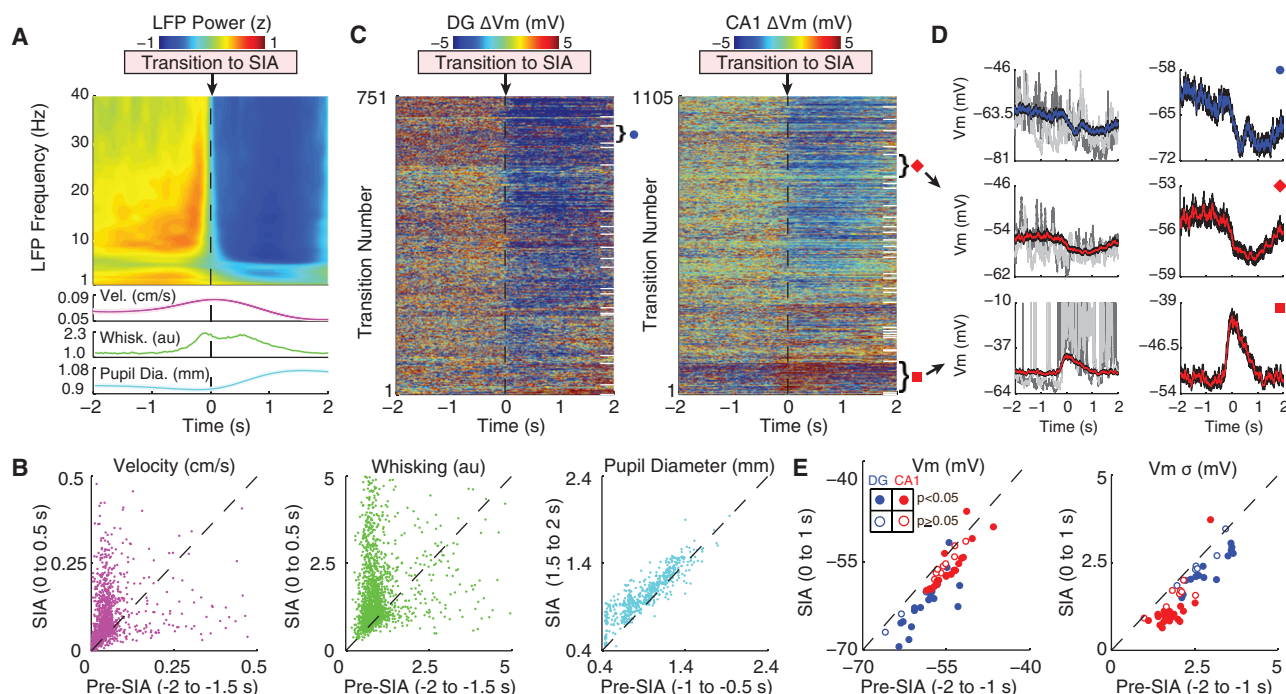 A
LFP Power (z)
−1 1
Transition to SIA
LFP Frequency (Hz)
40
30
20
10
1
Vel. (cm/s)
0.09
0.05
Whisk. (au)
2.3
1.0
Pupil Dia. (mm)
1.08
0.9
−2 −1 0 1 2
Time (s)
C
DG ΔVm (mV)
−5 5
Transition to SIA
751
Transition Number
1
−2 −1 0 1 2
Time (s)
CA1 ΔVm (mV)
−5 5
Transition to SIA
1105
Transition Number
1
−2 −1 0 1 2
Time (s)
D
Vm (mV)
−46
−63.5
−81
−58
−65
−72
Vm (mV)
−46
−54
−62
−53
−56
−59
Vm (mV)
−10
−37
−64
−39
−46.5
−54
−2 −1 0 1 2
Time (s)
−2 −1 0 1 2
Time (s)
B
Velocity (cm/s)
SIA (0 to 0.5 s)
0.5
0.25
0
0 0.25 0.5
Pre-SIA (-2 to -1.5 s)
Whisking (au)
SIA (0 to 0.5 s)
5
2.5
0
0 2.5 5
Pre-SIA (-2 to -1.5 s)
Pupil Diameter (mm)
SIA (1.5 to 2 s)
2.4
1.4
0.4
0.4 1.4 2.4
Pre-SIA (-1 to -0.5 s)
E
Vm (mV)
DG CA1
p<0.05
p≥0.05
SIA (0 to 1 s)
−40
−55
−70
−70 −55 −40
Pre-SIA (-2 to -1 s)
Vm σ (mV)
SIA (0 to 1 s)
5
2.5
0
0 2.5 5
Pre-SIA (-2 to -1 s)